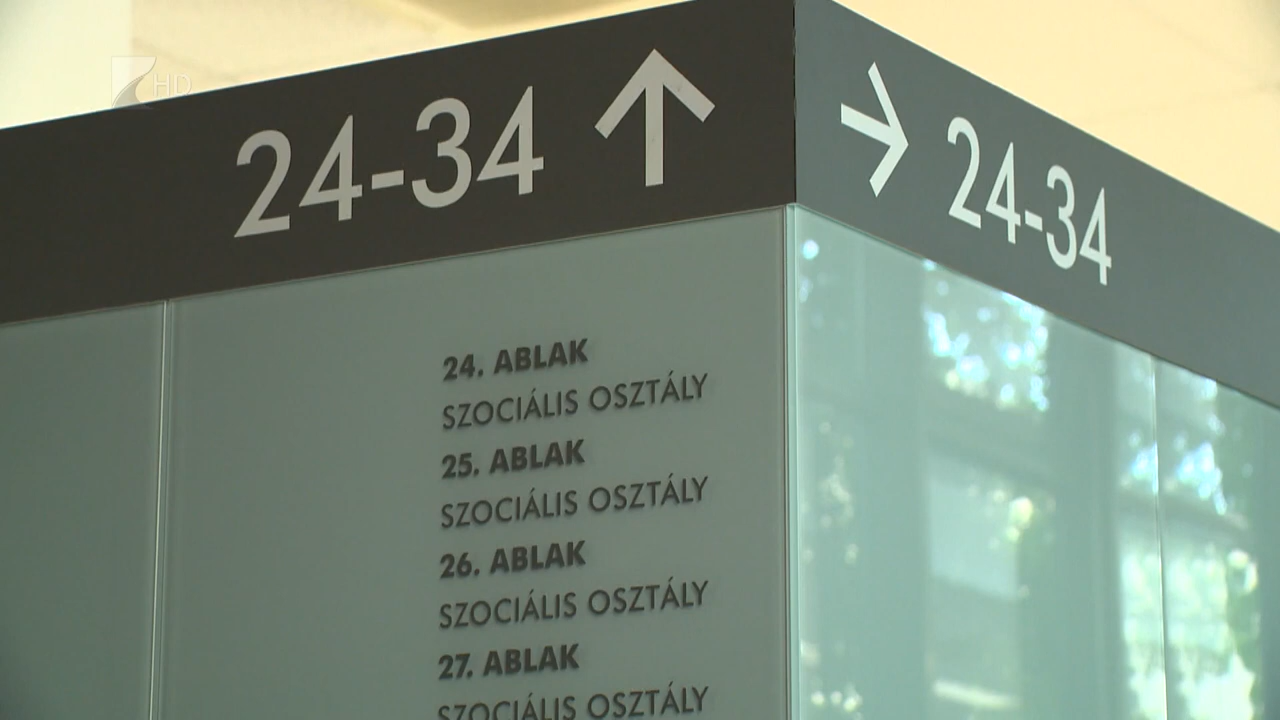 HD
24-34 ↑
→ 24-34
24. ABLAK
SZOCIÁLIS OSZTÁLY
25. ABLAK
SZOCIÁLIS OSZTÁLY
26. ABLAK
SZOCIÁLIS OSZTÁLY
27. ABLAK
SZOCIÁLIS OSZTÁLY